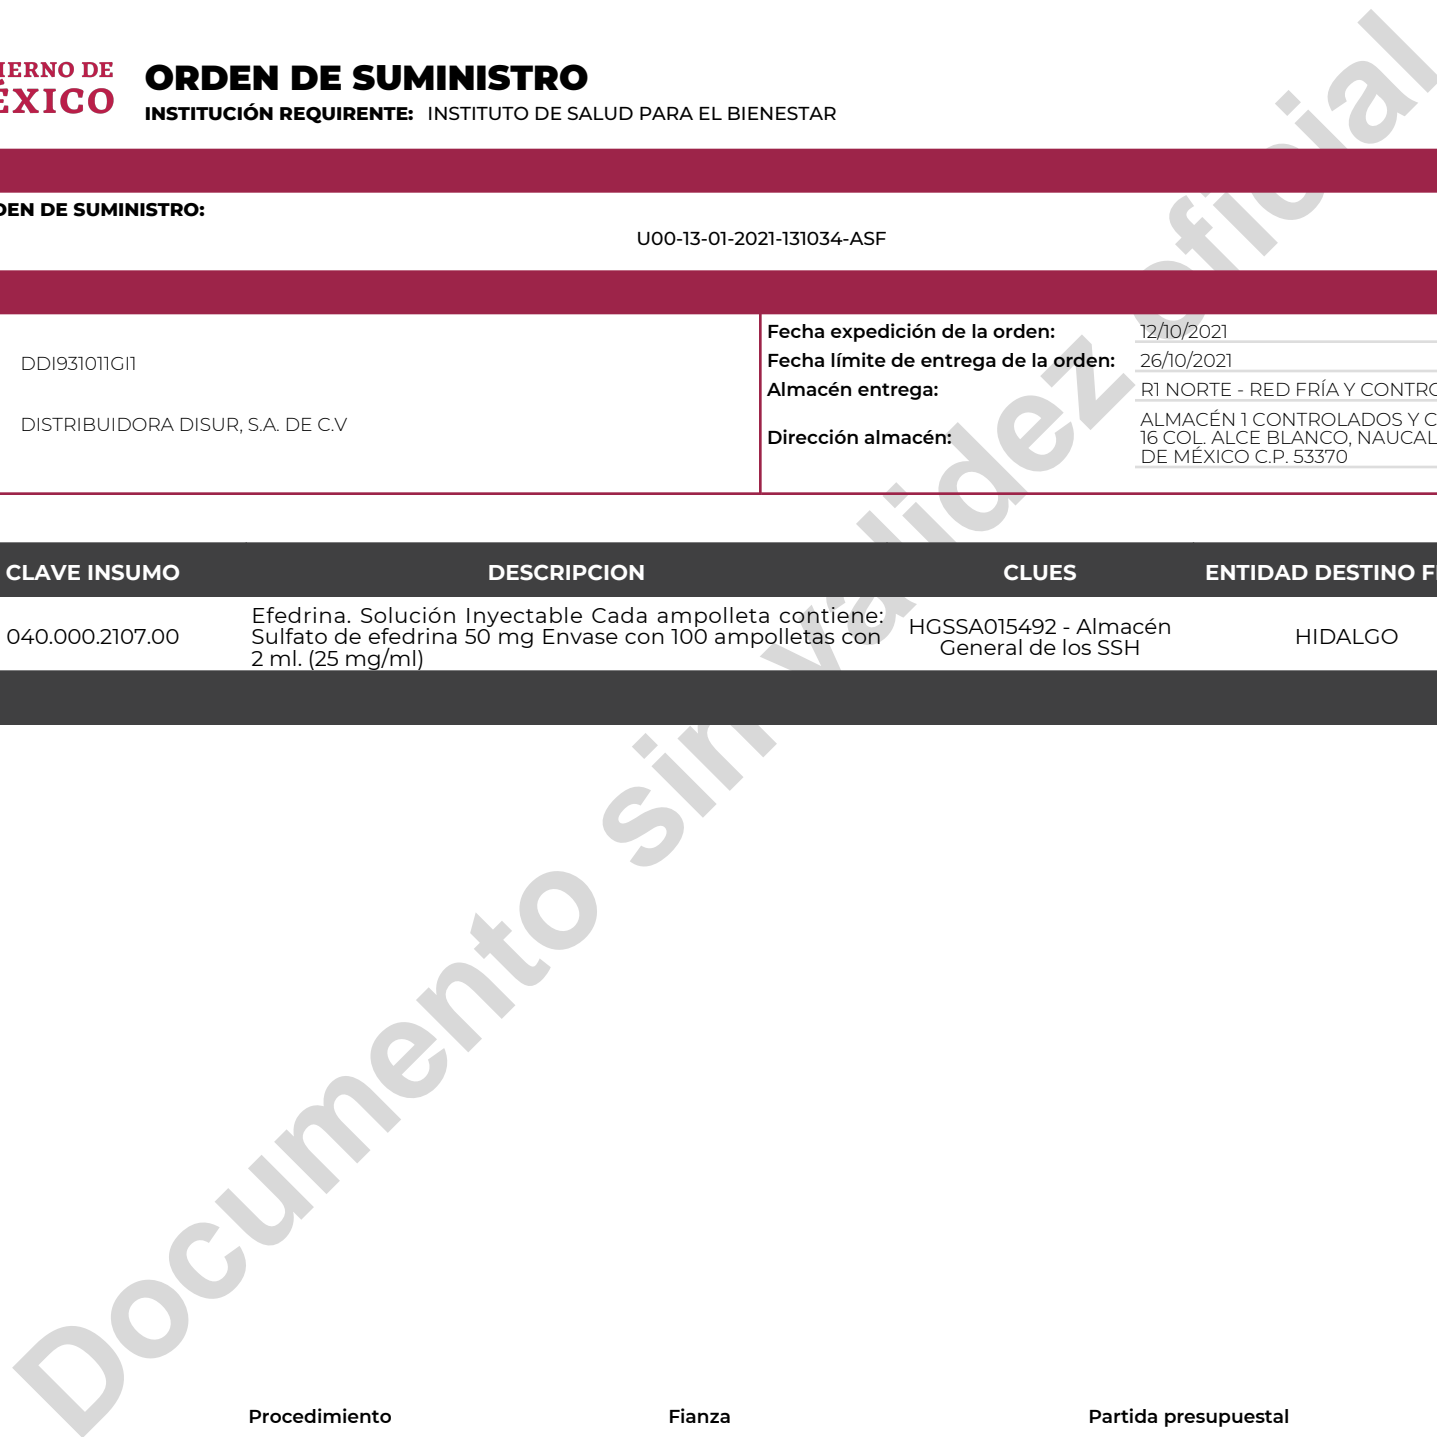 IERNO DE
ÉXICO
ORDEN DE SUMINISTRO
INSTITUCIÓN REQUIRENTE: INSTITUTO DE SALUD PARA EL BIENESTAR
DEN DE SUMINISTRO:
U00-13-01-2021-131034-ASF
DDI931011GI1
DISTRIBUIDORA DISUR, S.A. DE C.V
Fecha expedición de la orden: 12/10/2021
Fecha límite de entrega de la orden: 26/10/2021
Almacén entrega: R1 NORTE - RED FRÍA Y CONTRO
Dirección almacén: ALMACÉN 1 CONTROLADOS Y C
16 COL. ALCE BLANCO, NAUCAL
DE MÉXICO C.P. 53370
CLAVE INSUMO DESCRIPCION CLUES ENTIDAD DESTINO FI
040.000.2107.00
Efedrina. Solución Inyectable Cada ampolleta contiene:
Sulfato de efedrina 50 mg Envase con 100 ampolletas con
2 ml. (25 mg/ml)
HGSSA015492 - Almacén
General de los SSH
HIDALGO
Documento sin validez oficial
Procedimiento Fianza Partida presupuestal